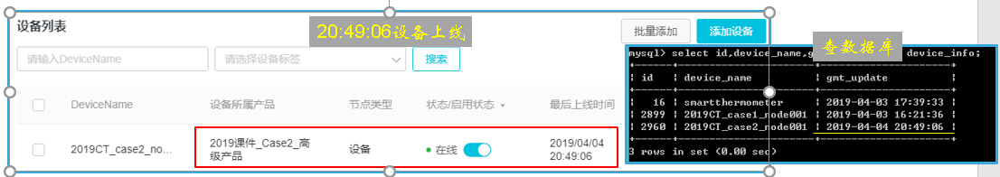 设备列表
20:49:06设备上线
批量添加
添加设备
请输入DeviceName
请选择设备标签
搜索
DeviceName
设备所属产品
节点类型
状态/启用状态
最后上线时间
2019CT_case2_no...
2019课件_Case2_高
级产品
设备
在线
2019/04/04
20:49:06
查数据库
mysql> select id,device_name,g device_info;
| id | device_name | gmt_update |
| 16 | smartthermometer | 2019-04-03 17:39:33 |
| 2899 | 2019CT_case1_node001 | 2019-04-03 16:21:36 |
| 2960 | 2019CT_case2_node001 | 2019-04-04 20:49:06 |
3 rows in set (0.00 sec)